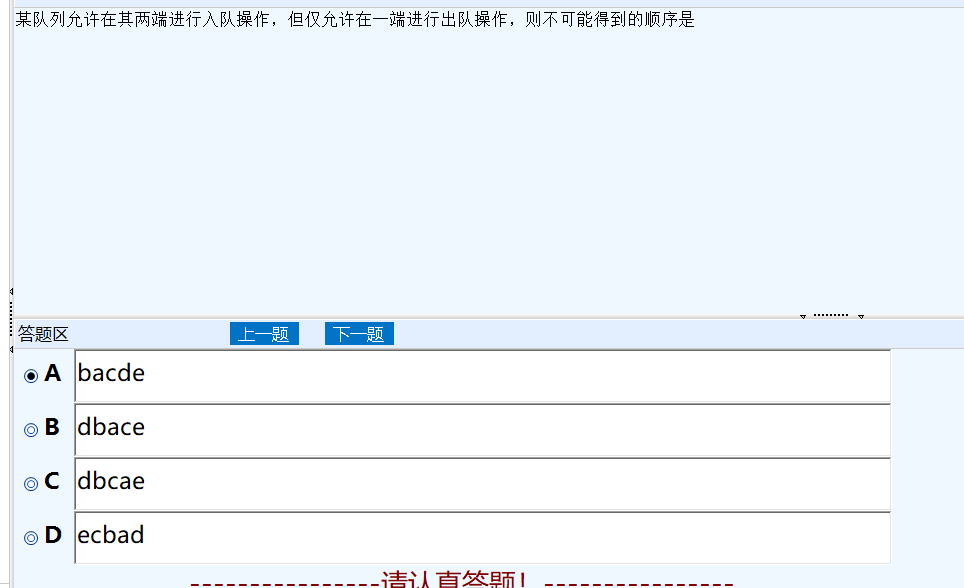 某队列允许在其两端进行入队操作，但仅允许在一端进行出队操作，则不可能得到的顺序是
答题区 上一题 下一题
A bacde
B dbace
C dbcae
D ecbad
----------------请认真答题！----------------